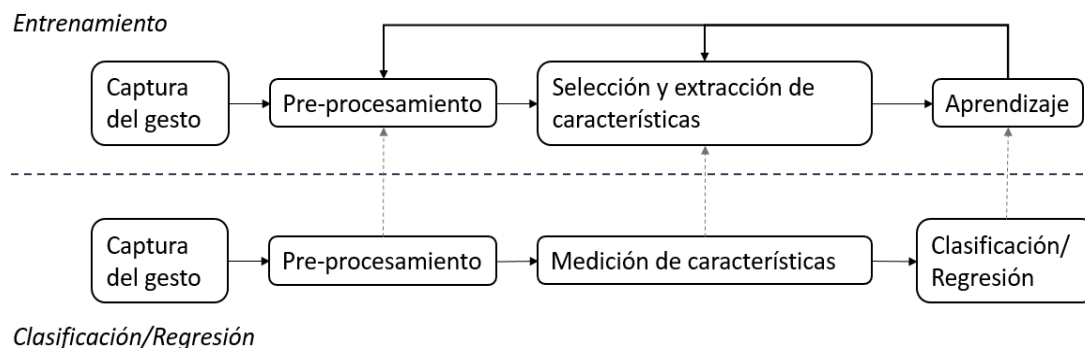 Entrenamiento
Captura
del gesto
Pre-procesamiento
Selección y extracción de
características
Aprendizaje
Captura
del gesto
Pre-procesamiento
Medición de características
Clasificación/
Regresión
Clasificación/Regresión